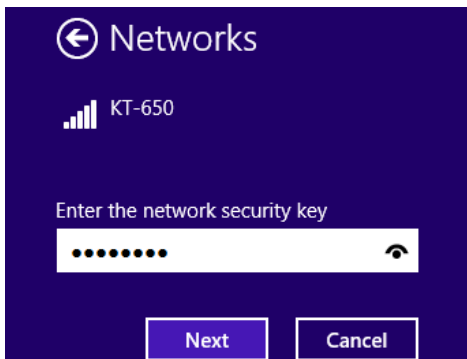 Networks
KT-650
Enter the network security key
••••••••
Next
Cancel